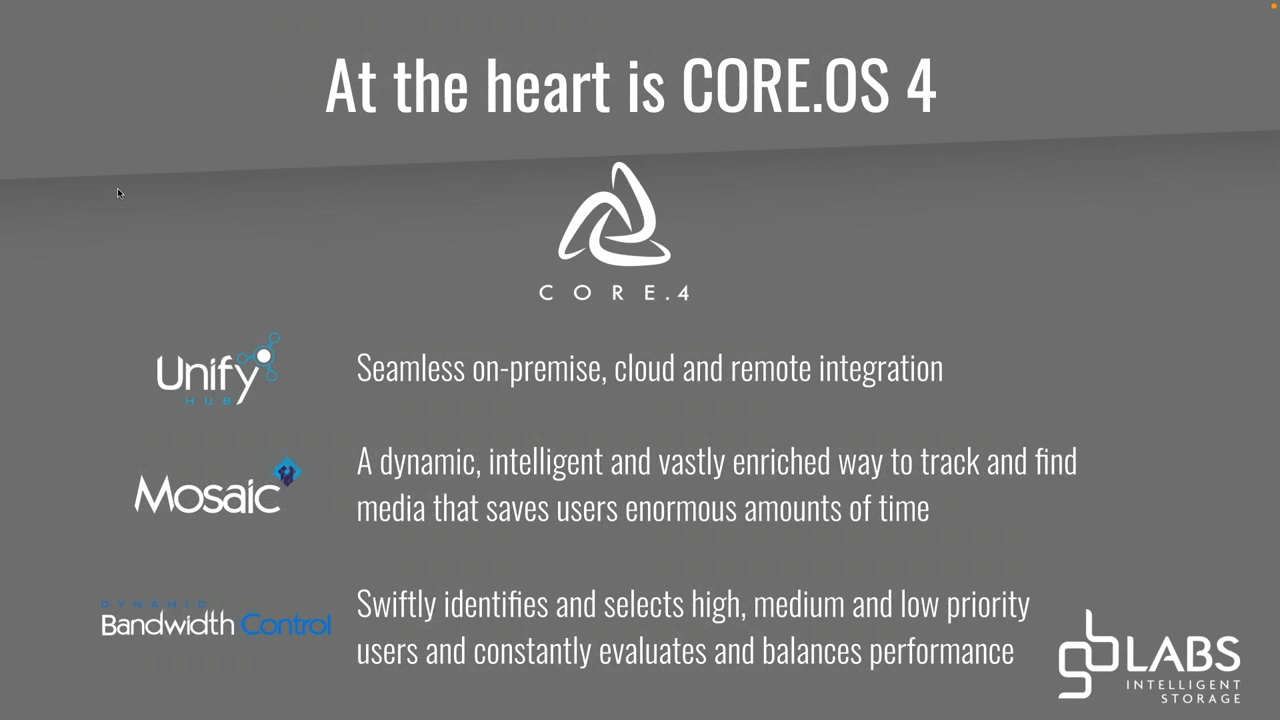 At the heart is CORE.OS 4
CORE.4
Unify
HUB
Seamless on-premise, cloud and remote integration
Mosaic
A dynamic, intelligent and vastly enriched way to track and find
media that saves users enormous amounts of time
DYNAMIC
Bandwidth Control
Swiftly identifies and selects high, medium and low priority
users and constantly evaluates and balances performance
gb LABS
INTELLIGENT
STORAGE